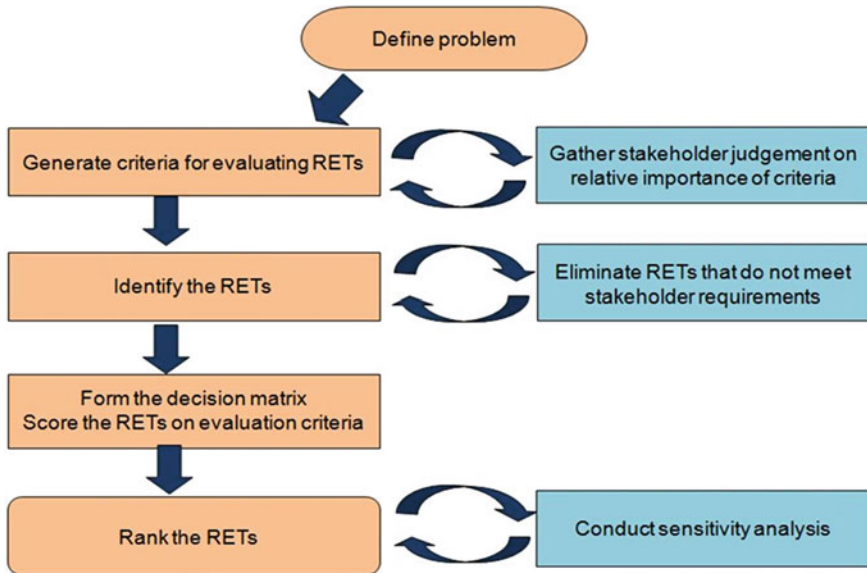 Define problem
Generate criteria for evaluating RETs
Gather stakeholder judgement on
relative importance of criteria
Identify the RETs
Eliminate RETs that do not meet
stakeholder requirements
Form the decision matrix
Score the RETs on evaluation criteria
Rank the RETs
Conduct sensitivity analysis